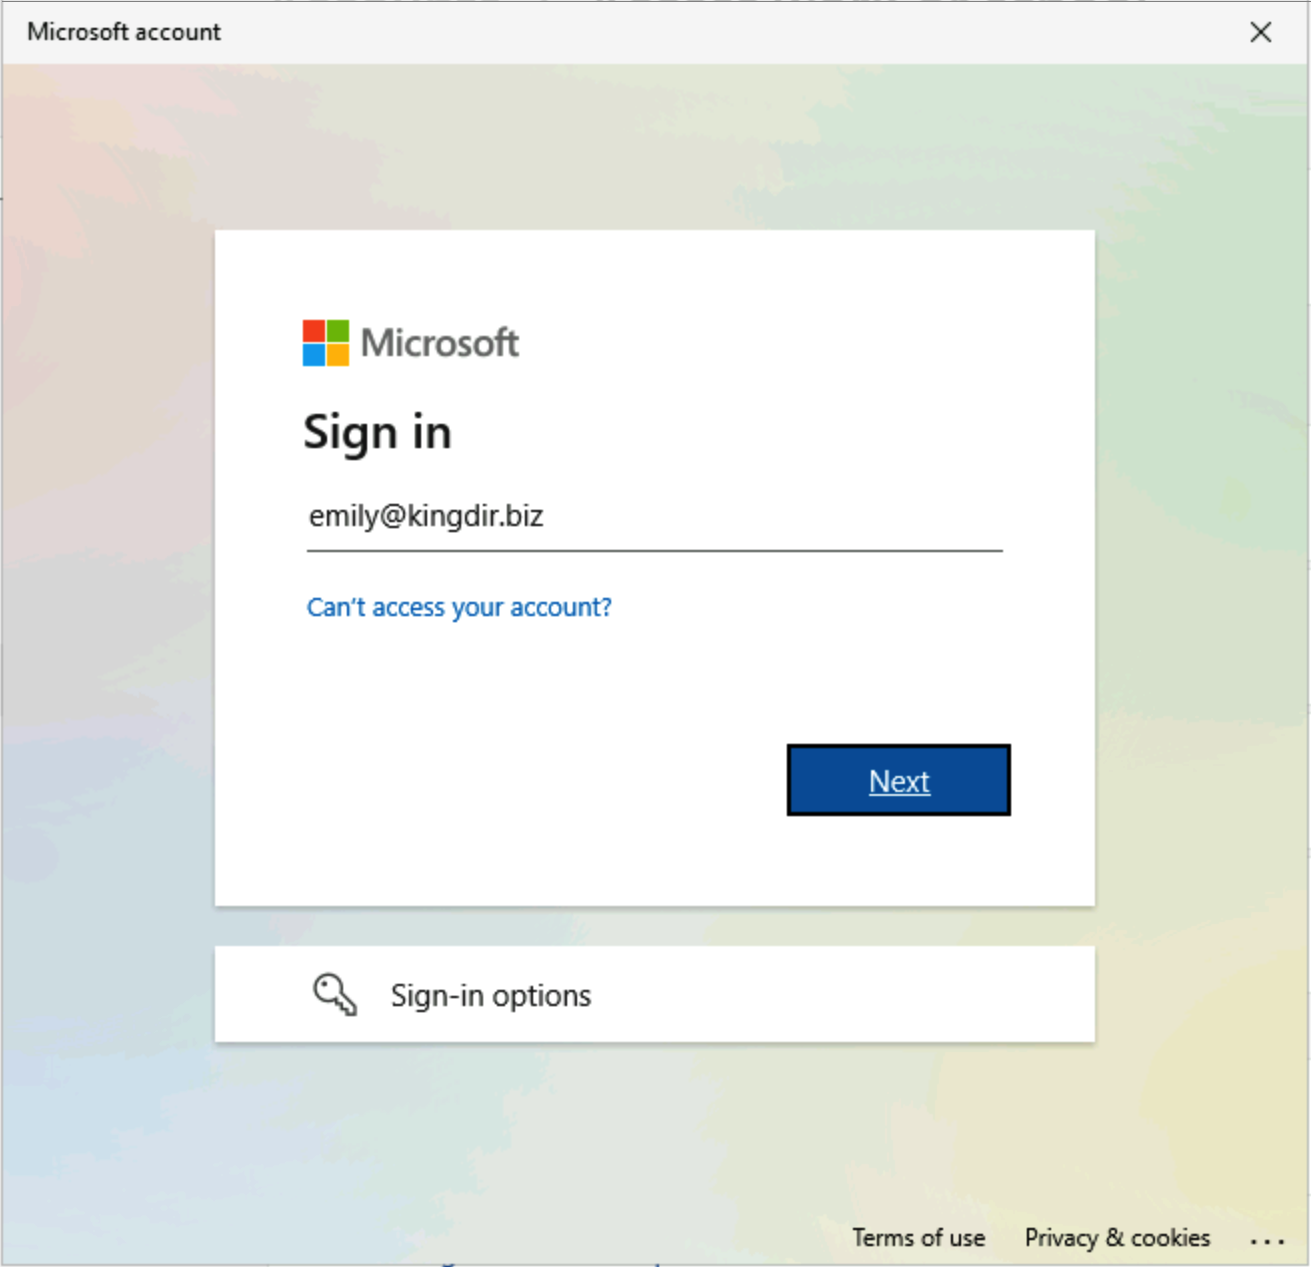 Microsoft account
Microsoft
Sign in
emily@kingdir.biz
Can't access your account?
Next
Sign-in options
Terms of use Privacy & cookies ...